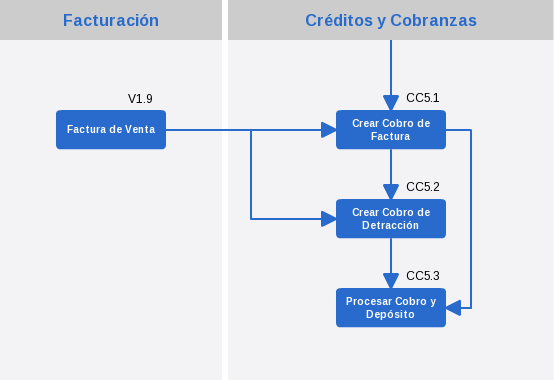 Facturación
Créditos y Cobranzas
V1.9
Factura de Venta
CC5.1
Crear Cobro de
Factura
CC5.2
Crear Cobro de
Detracción
CC5.3
Procesar Cobro y
Depósito